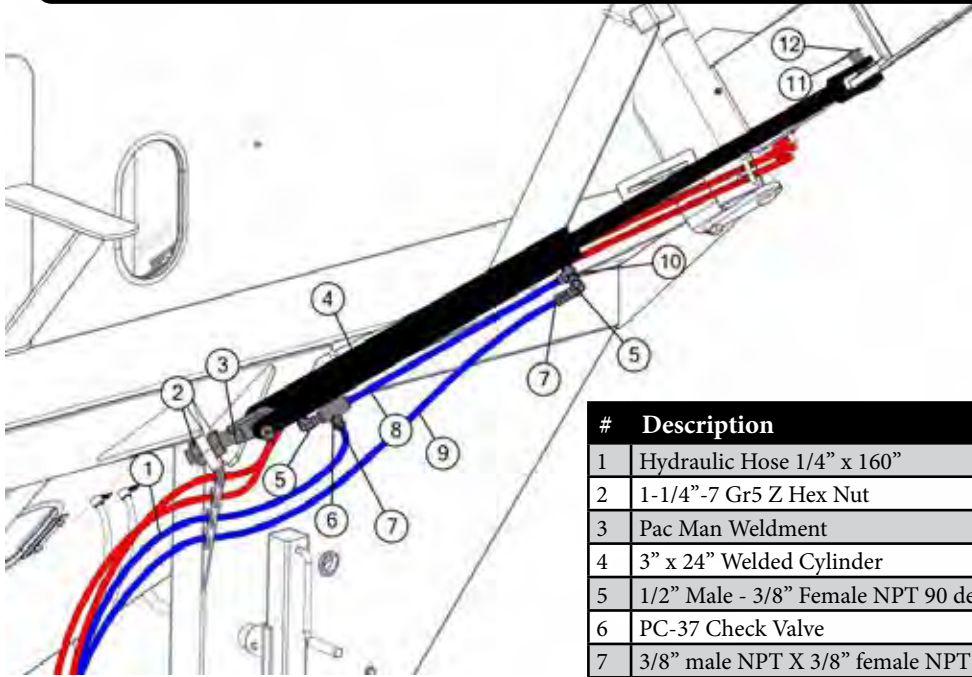 12
11
10
4
5
3
7
2
8
9
1
5
6
7
# Description
1 Hydraulic Hose 1/4” x 160”
2 1-1/4”-7 Gr5 Z Hex Nut
3 Pac Man Weldment
4 3” x 24” Welded Cylinder
5 1/2” Male - 3/8” Female NPT 90 de
6 PC-37 Check Valve
7 3/8” male NPT X 3/8” female NPT